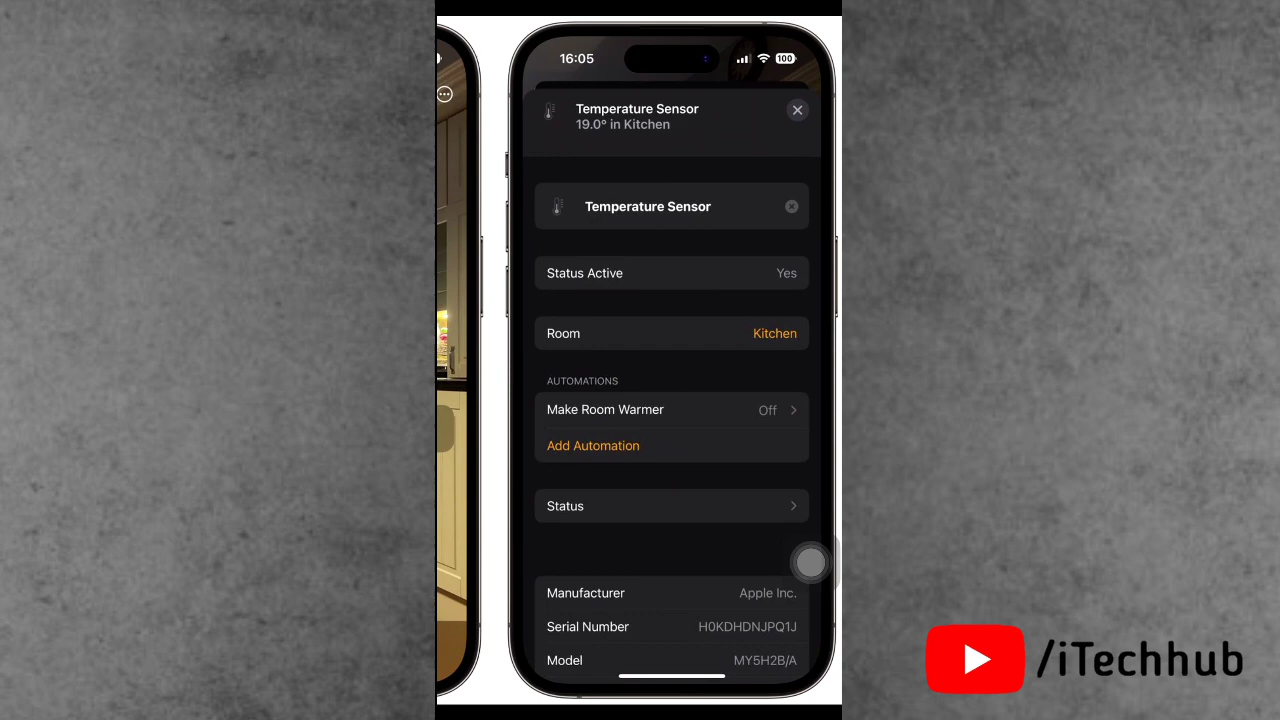 16:05
100
Temperature Sensor
19.0° in Kitchen
Temperature Sensor
Status Active Yes
Room Kitchen
AUTOMATIONS
Make Room Warmer Off
Add Automation
Status
Manufacturer Apple Inc.
Serial Number H0KDHDNJPQ1J
Model MY5H2B/A
/iTechhub